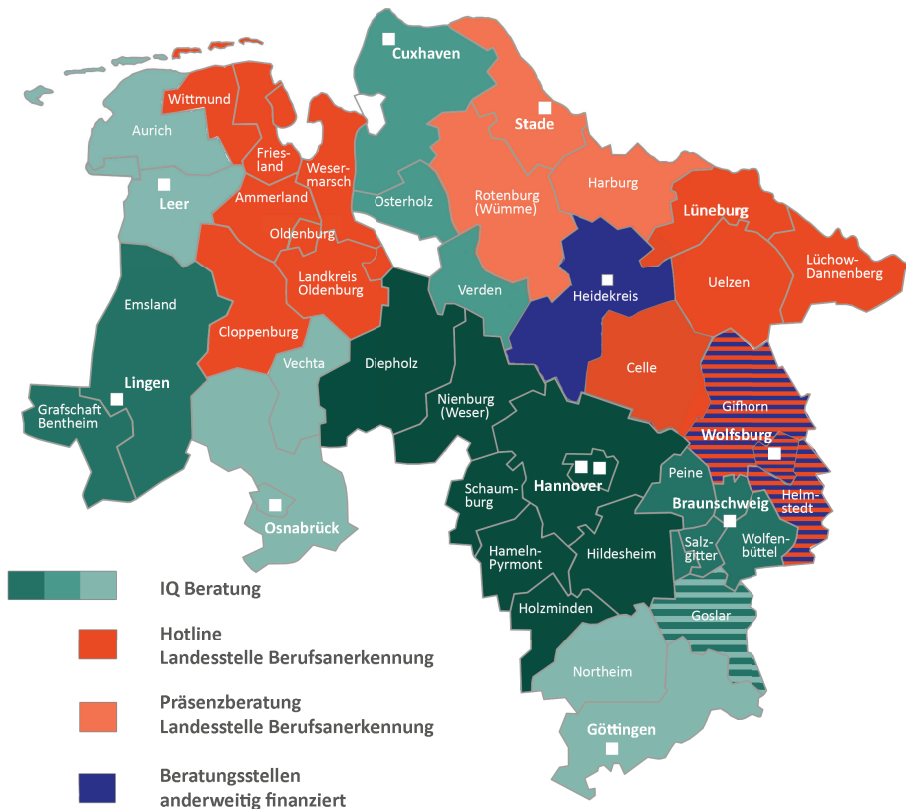 Cuxhaven
Wittmund
Stade
Aurich
Fries-
land
Weser-
marsch
Harburg
Leer
Ammerland
Osterholz
Rotenburg
(Wümme)
Lüneburg
Oldenburg
Lüchow-
Dannenberg
Landkreis
Oldenburg
Uelzen
Verden
Heidekreis
Emsland
Cloppenburg
Vechta
Diepholz
Celle
Lingen
Nienburg
(Weser)
Gifhorn
Grafschaft
Bentheim
Wolfsburg
Peine
Hannover
Schaum-
burg
Braunschweig
Helm-
stedt
Osnabrück
Salz-
gitter
Wolfen-
büttel
Hameln-
Pyrmont
Hildesheim
Holzminden
Goslar
Northeim
Göttingen
IQ Beratung
Hotline
Landesstelle Berufsanerkennung
Präsenzberatung
Landesstelle Berufsanerkennung
Beratungsstellen
anderweitig finanziert